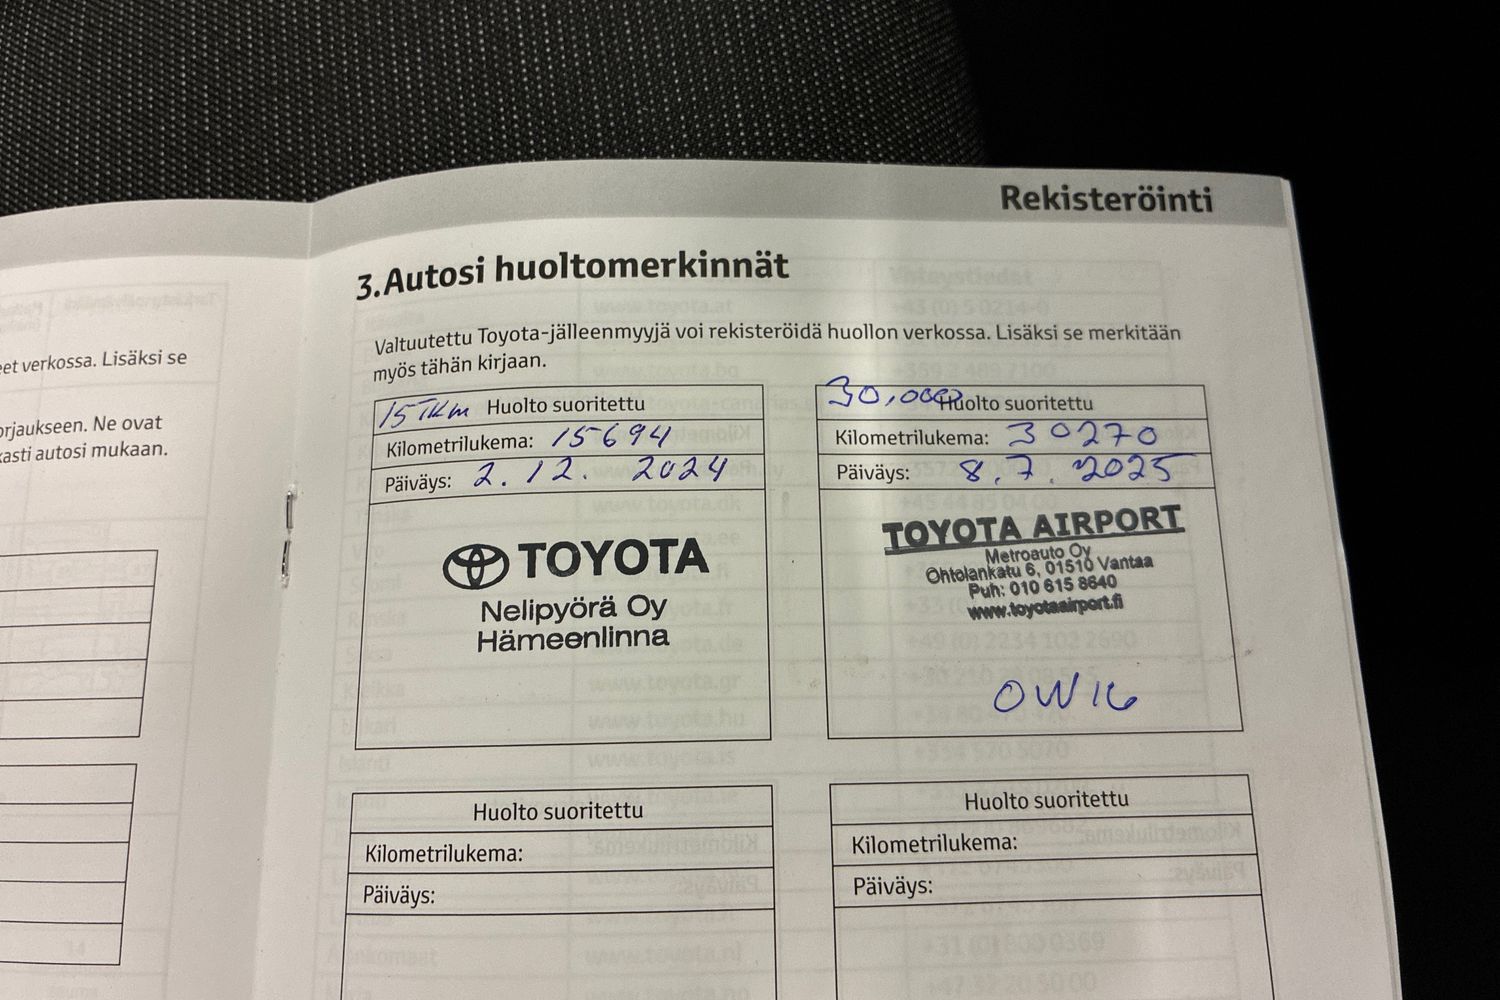 Rekisteröinti
3. Autosi huoltomerkinnät
Valtuutettu Toyota-jälleenmyyjä voi rekisteröidä huollon verkossa. Lisäksi se merkitään
myös tähän kirjaan.
eet verkossa. Lisäksi se
orjaukseen. Ne ovat
kasti autosi mukaan.
15Tkm Huolto suoritettu
Kilometrilukema: 15694
Päiväys: 2.12. 2024
TOYOTA
Nelipyörä Oy
Hämeenlinna
30,000 Huolto suoritettu
Kilometrilukema: 30270
Päiväys: 8.7.2025
TOYOTA AIRPORT
Metroauto Oy
Ohtolankatu 6, 01510 Vantaa
Puh: 010 615 8640
www.toyotaairport.fi
OW16
Huolto suoritettu
Kilometrilukema:
Päiväys:
Huolto suoritettu
Kilometrilukema:
Päiväys: